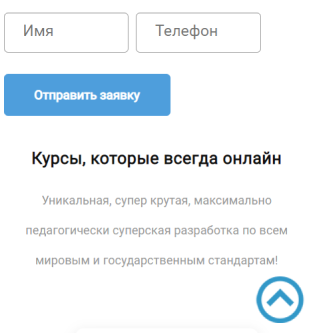 Имя Телефон
Отправить заявку
Курсы, которые всегда онлайн
Уникальная, супер крутая, максимально
педагогически суперская разработка по всем
мировым и государственным стандартам!